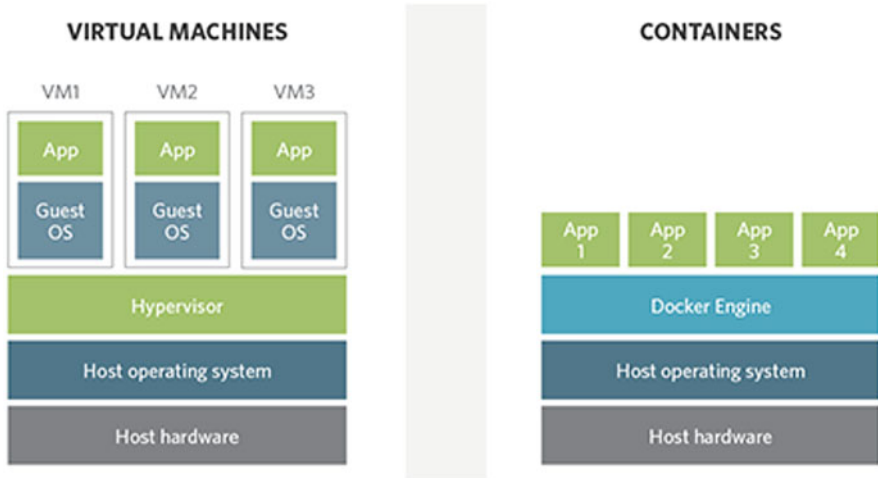 VIRTUAL MACHINES
VM1
VM2
VM3
App
App
App
Guest
OS
Guest
OS
Guest
OS
Hypervisor
Host operating system
Host hardware
CONTAINERS
App
1
App
2
App
3
App
4
Docker Engine
Host operating system
Host hardware